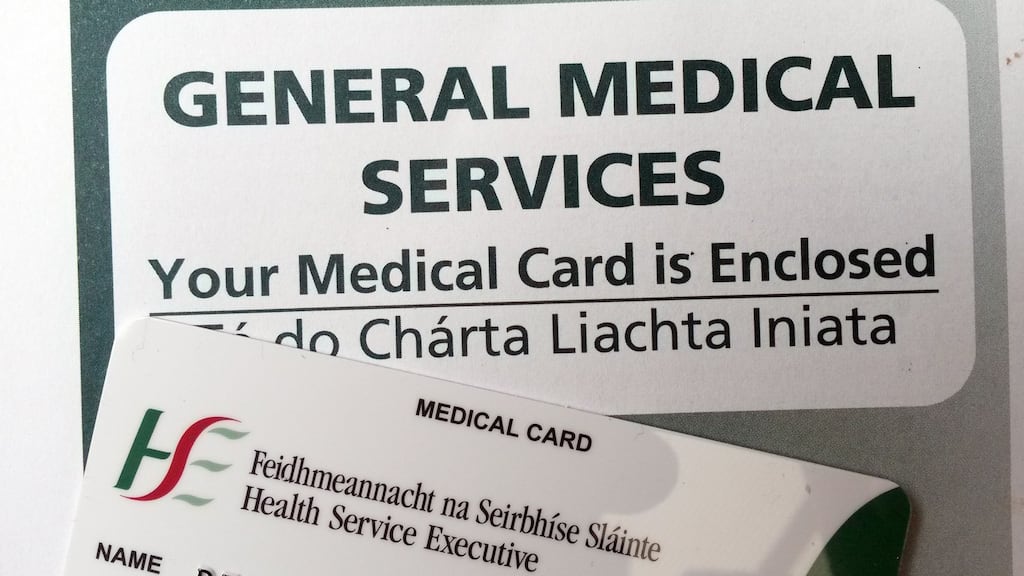 GENERAL MEDICAL
SERVICES
Your Medical Card is Enclosed
do Chárta Liachta Iniata
MEDICAL CARD
HSE
Feidhmeannacht na Seirbhíse Sláinte
Health Service Executive
NAME